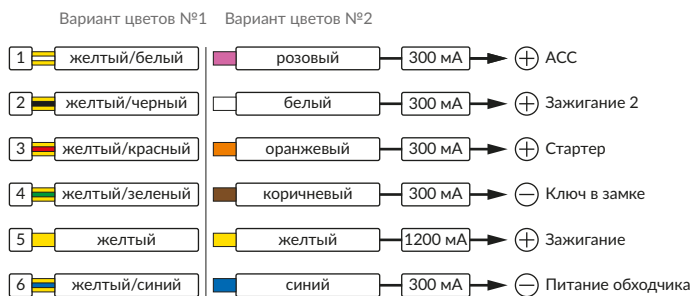 Вариант цветов №1 Вариант цветов №2
1 желтый/белый розовый 300 мА + ACC
2 желтый/черный белый 300 мА + Зажигание 2
3 желтый/красный оранжевый 300 мА + Стартер
4 желтый/зеленый коричневый 300 мА − Ключ в замке
5 желтый желтый 1200 мА + Зажигание
6 желтый/синий синий 300 мА − Питание обходчика